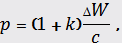 p = (1 + k) ΔW/c .